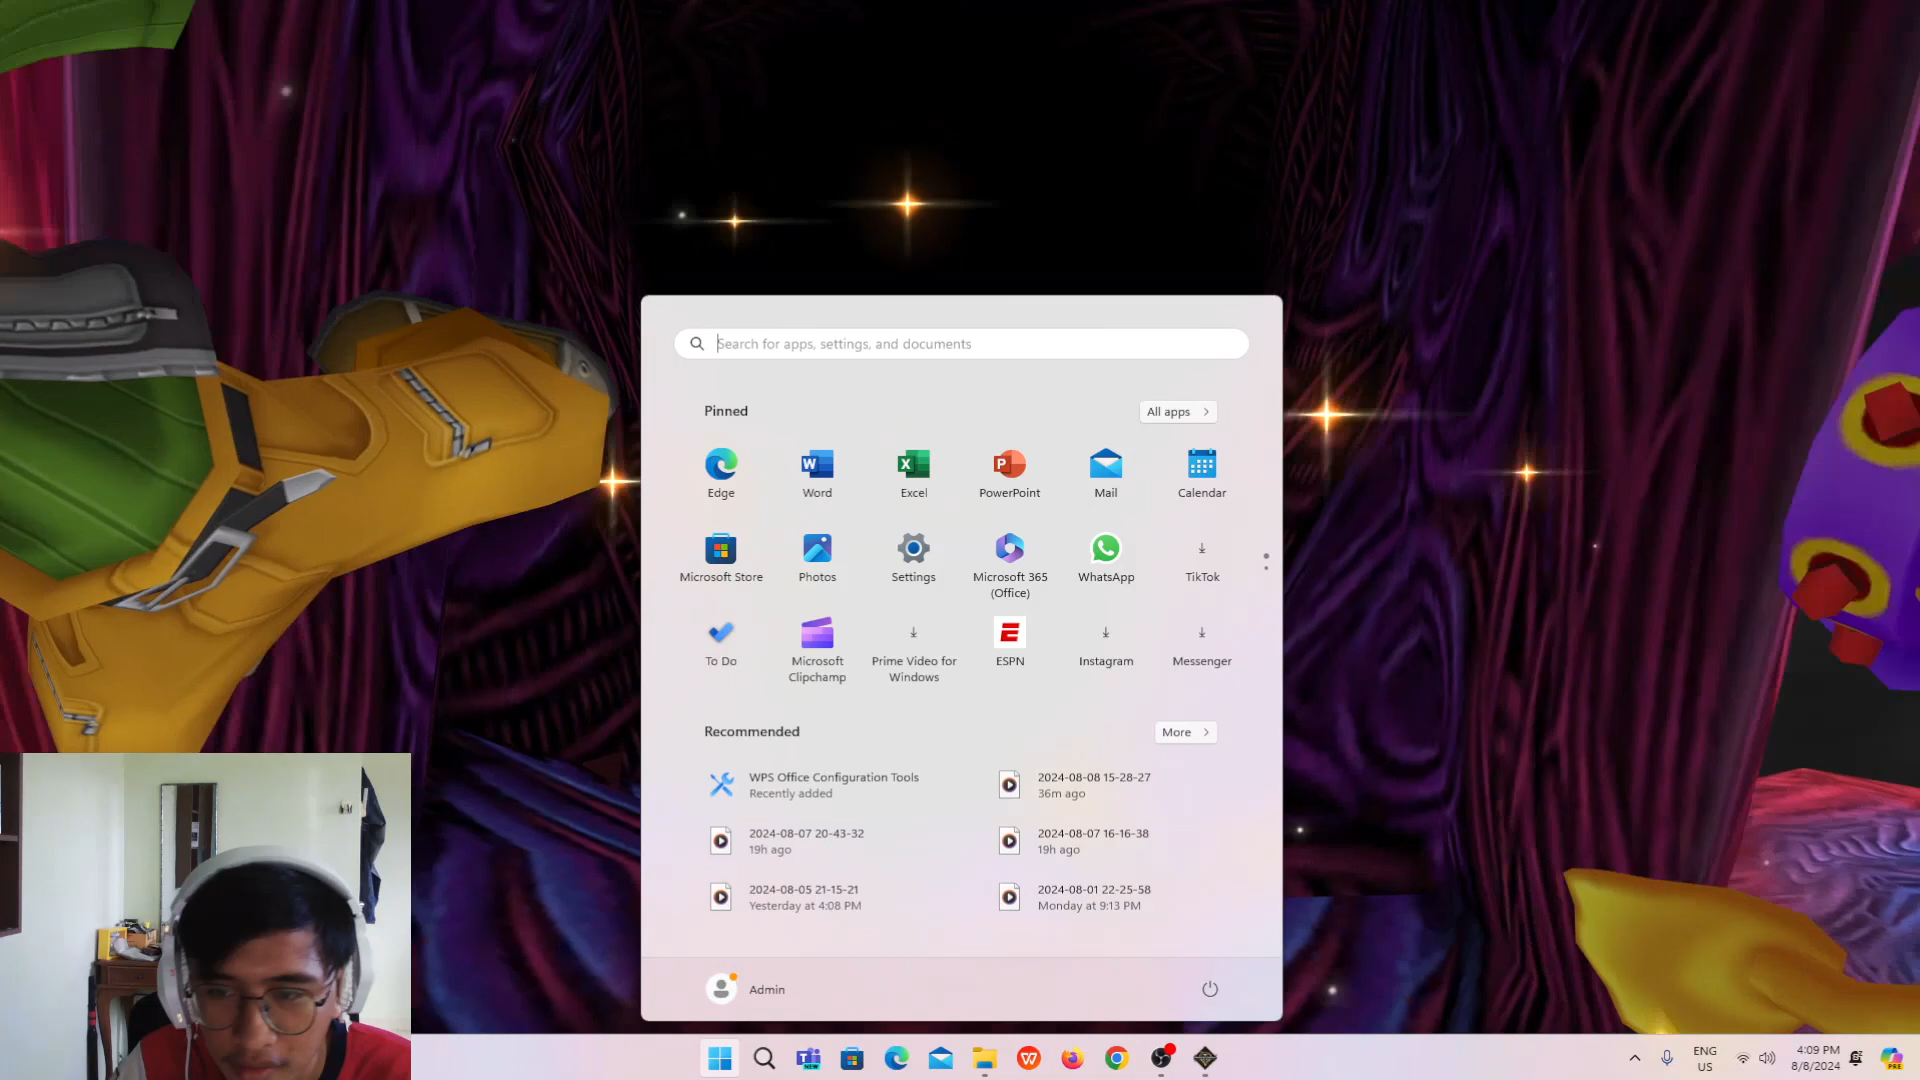 Search for apps, settings, and documents
Pinned
All apps
Edge
Word
Excel
PowerPoint
Mail
Calendar
Microsoft Store
Photos
Settings
Microsoft 365
(Office)
WhatsApp
TikTok
To Do
Microsoft
Clipchamp
Prime Video for
Windows
ESPN
Instagram
Messenger
Recommended
More
WPS Office Configuration Tools
Recently added
2024-08-08 15-28-27
36m ago
2024-08-07 20-43-32
19h ago
2024-08-07 16-16-38
19h ago
2024-08-05 21-15-21
Yesterday at 4:08 PM
2024-08-01 22-25-58
Monday at 9:13 PM
Admin
ENG
US
4:09 PM
8/8/2024